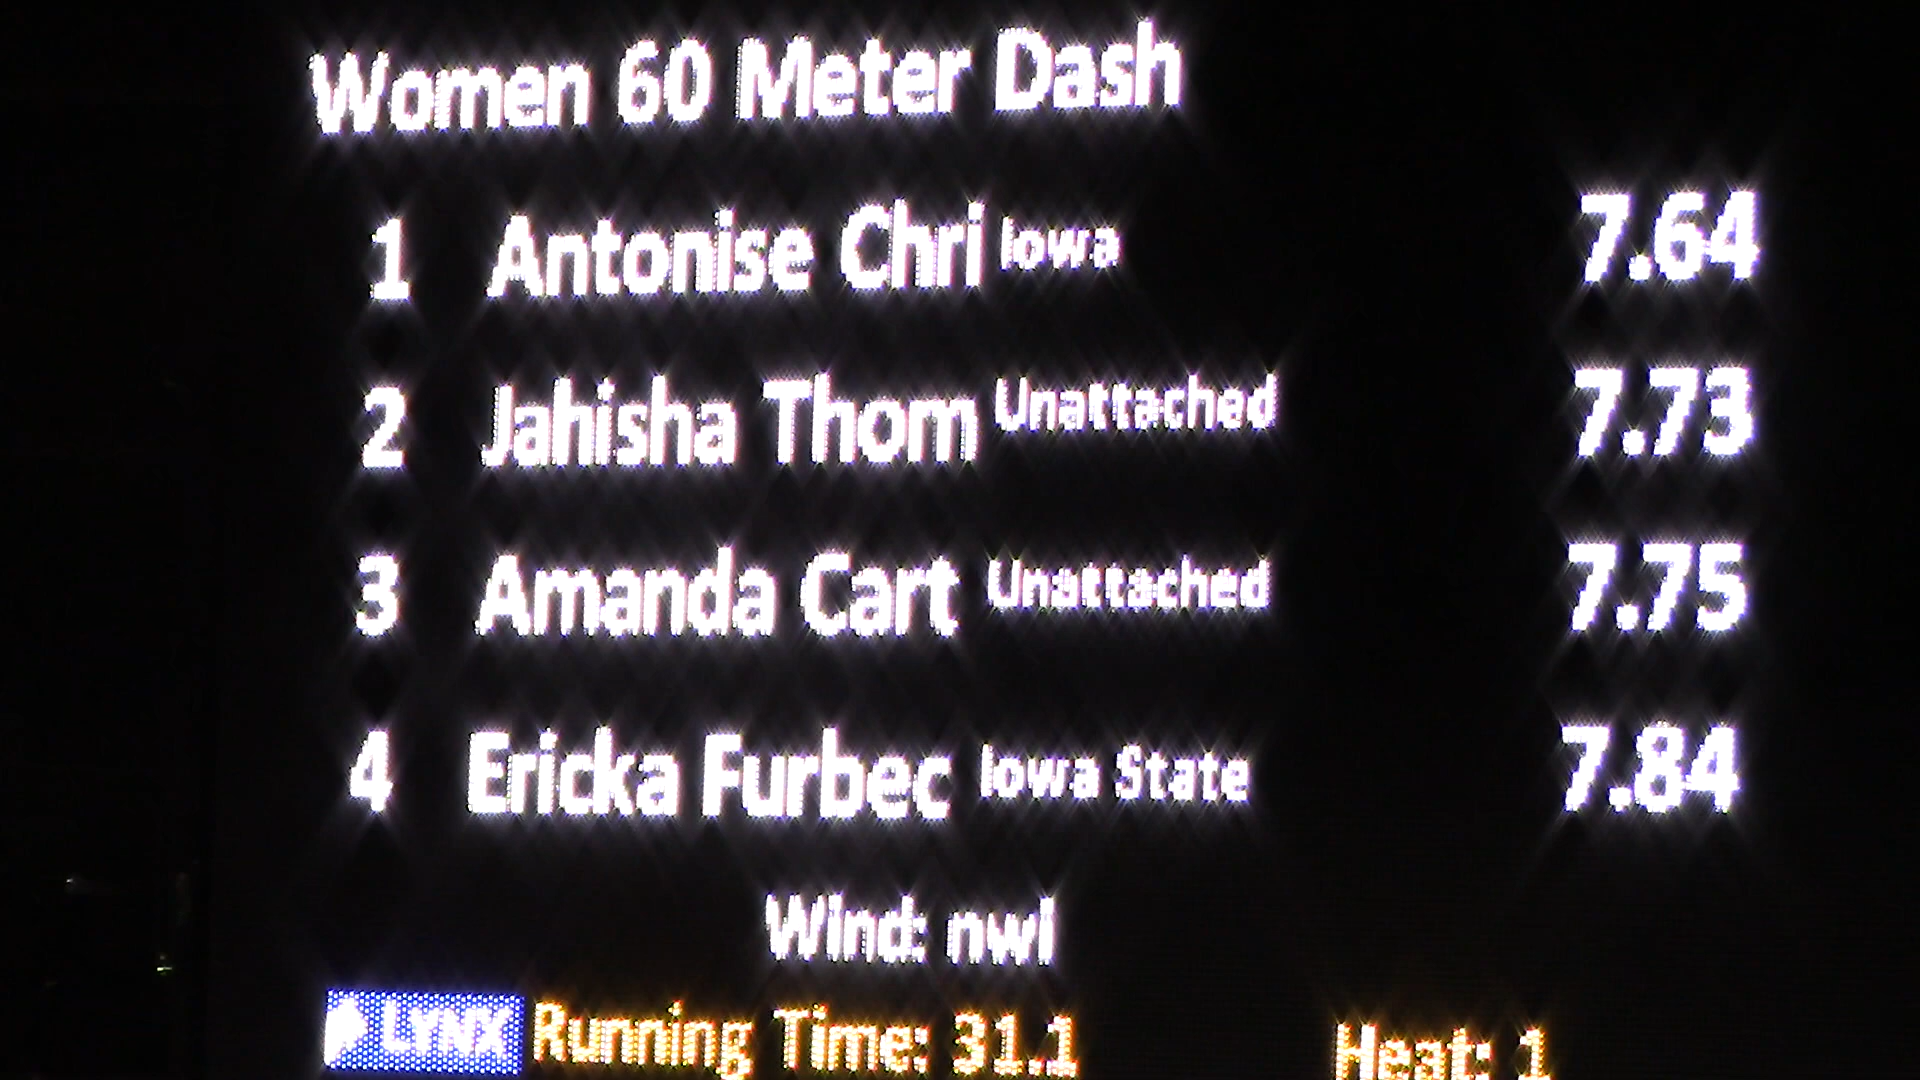 Women 60 Meter Dash
1 Antonise Chri Iowa 7.64
2 Jahisha Thom Unattached 7.73
3 Amanda Cart Unattached 7.75
4 Ericka Furbec Iowa State 7.84
Wind: nwi
LYNX Running Time: 31.1 Heat: 1